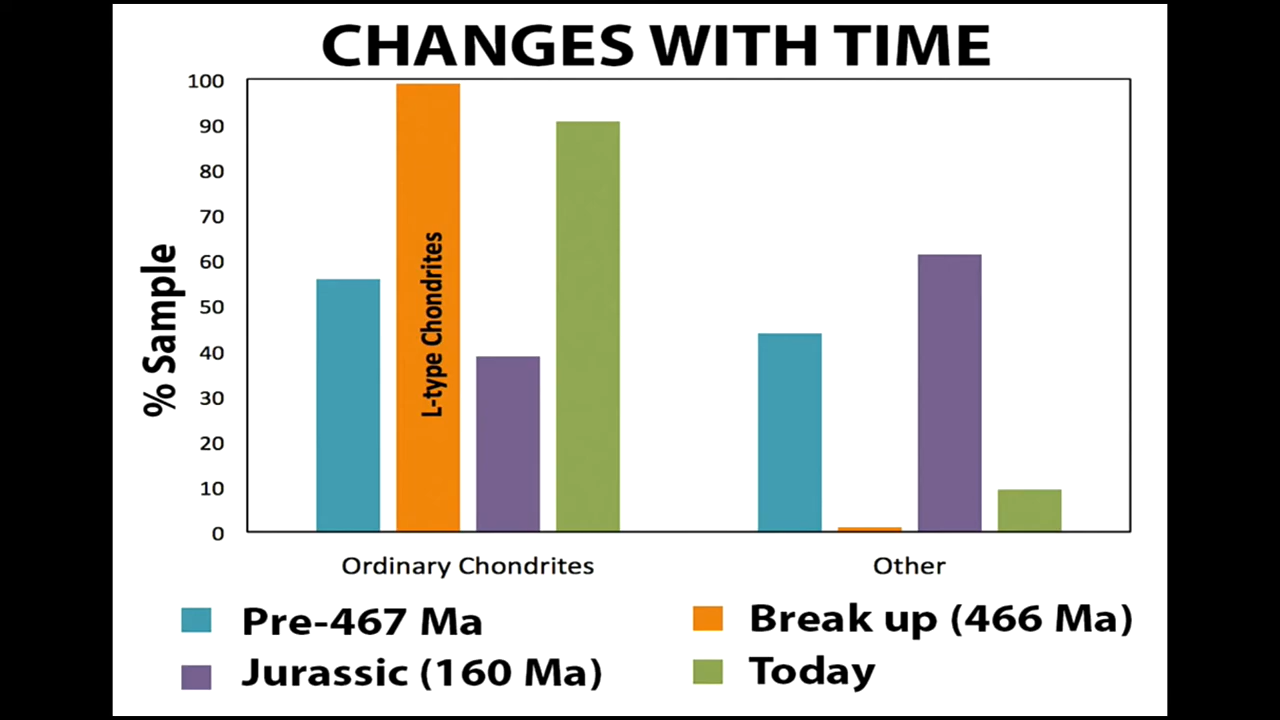 CHANGES WITH TIME
100
90
80
70
60
50
40
30
20
10
0
% Sample
L-type Chondrites
Ordinary Chondrites
Other
Pre-467 Ma
Break up (466 Ma)
Jurassic (160 Ma)
Today